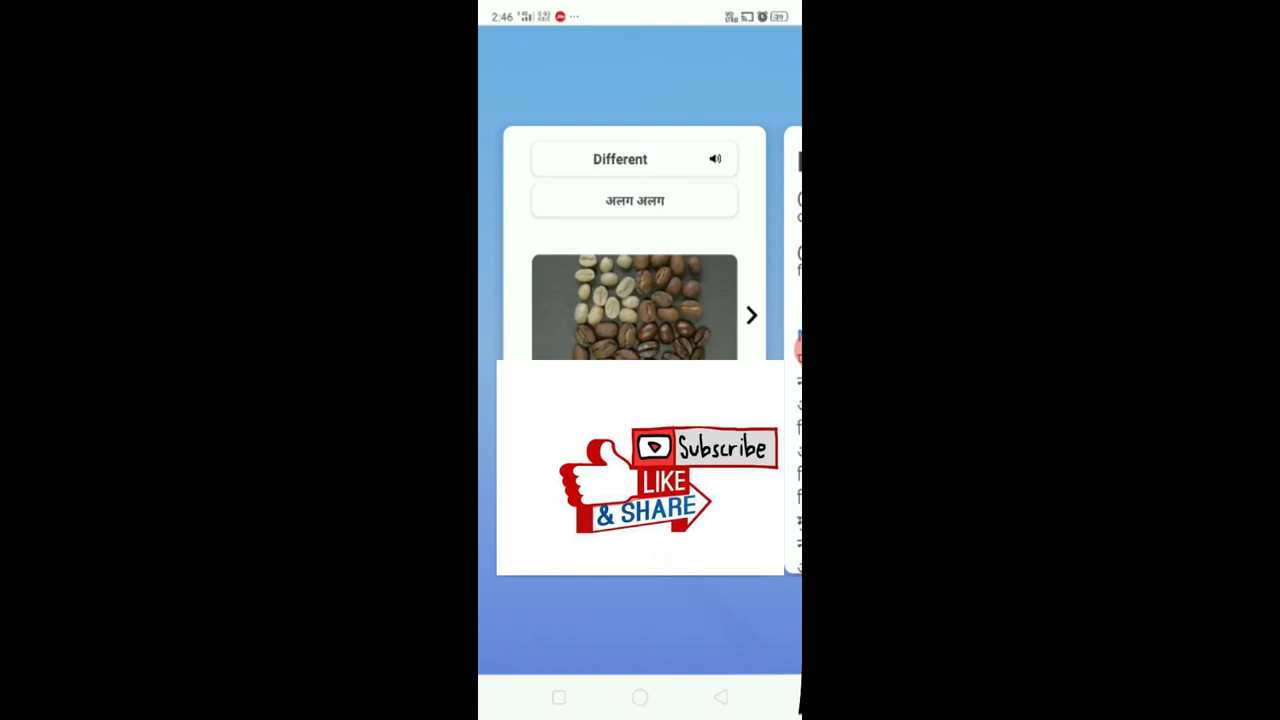 2:46
Different
अलग अलग
Subscribe
LIKE
& SHARE